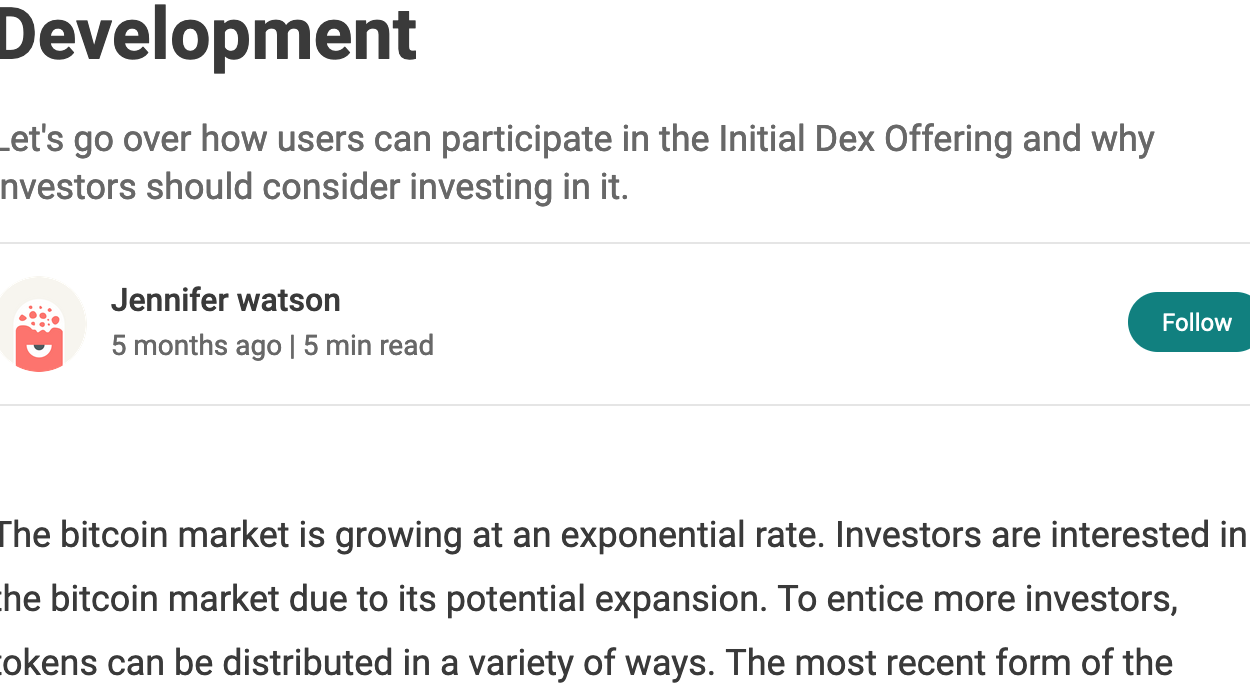 Development
Let's go over how users can participate in the Initial Dex Offering and why
investors should consider investing in it.
Jennifer watson
5 months ago | 5 min read
Follow
The bitcoin market is growing at an exponential rate. Investors are interested in
the bitcoin market due to its potential expansion. To entice more investors,
tokens can be distributed in a variety of ways. The most recent form of the